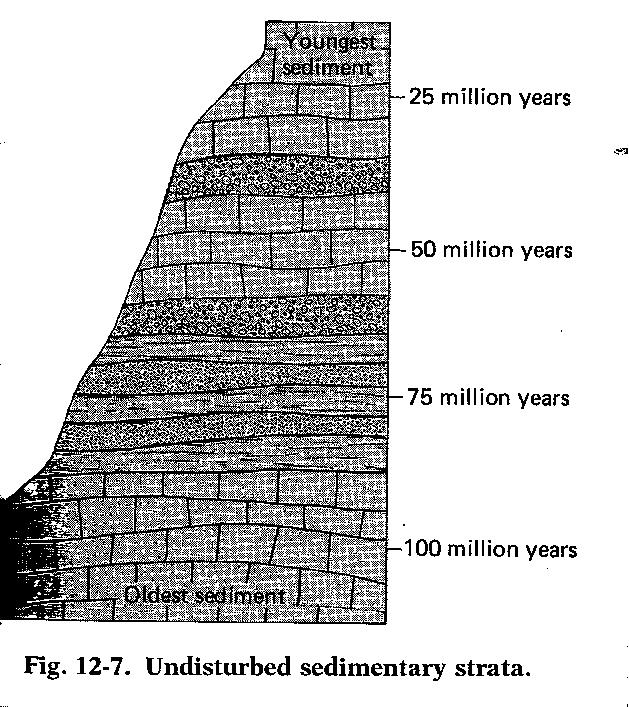 Youngest
sediment
25 million years
50 million years
75 million years
100 million years
Oldest sediment
Fig. 12-7. Undisturbed sedimentary strata.